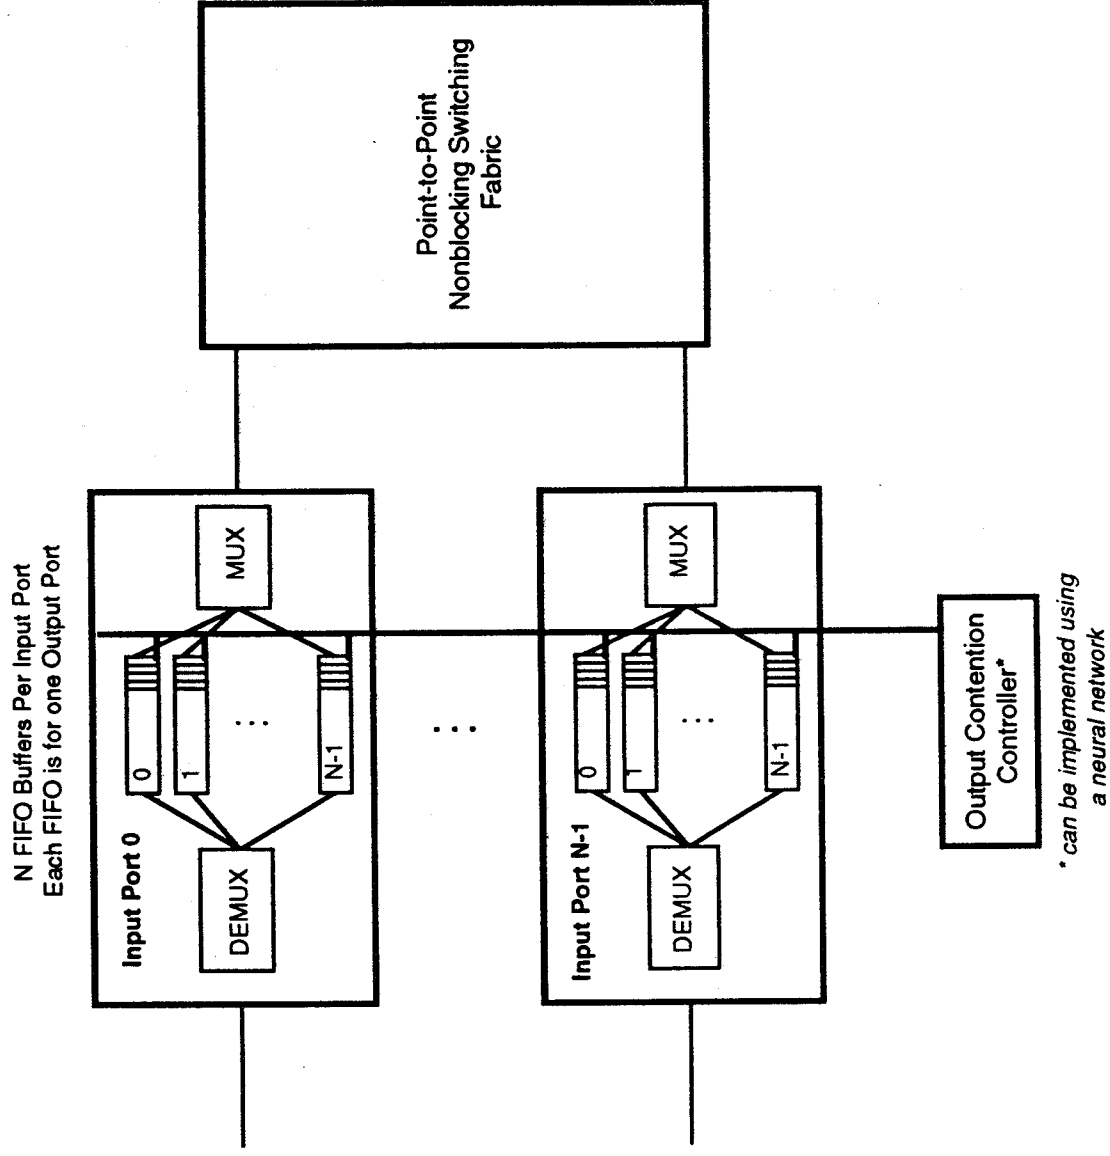 N FIFO Buffers Per Input Port
Each FIFO is for one Output Port
Input Port 0
DEMUX
0
1
...
N-1
MUX
...
Input Port N-1
DEMUX
0
1
...
N-1
MUX
Point-to-Point
Nonblocking Switching
Fabric
Output Contention
Controller*
* can be implemented using
a neural network